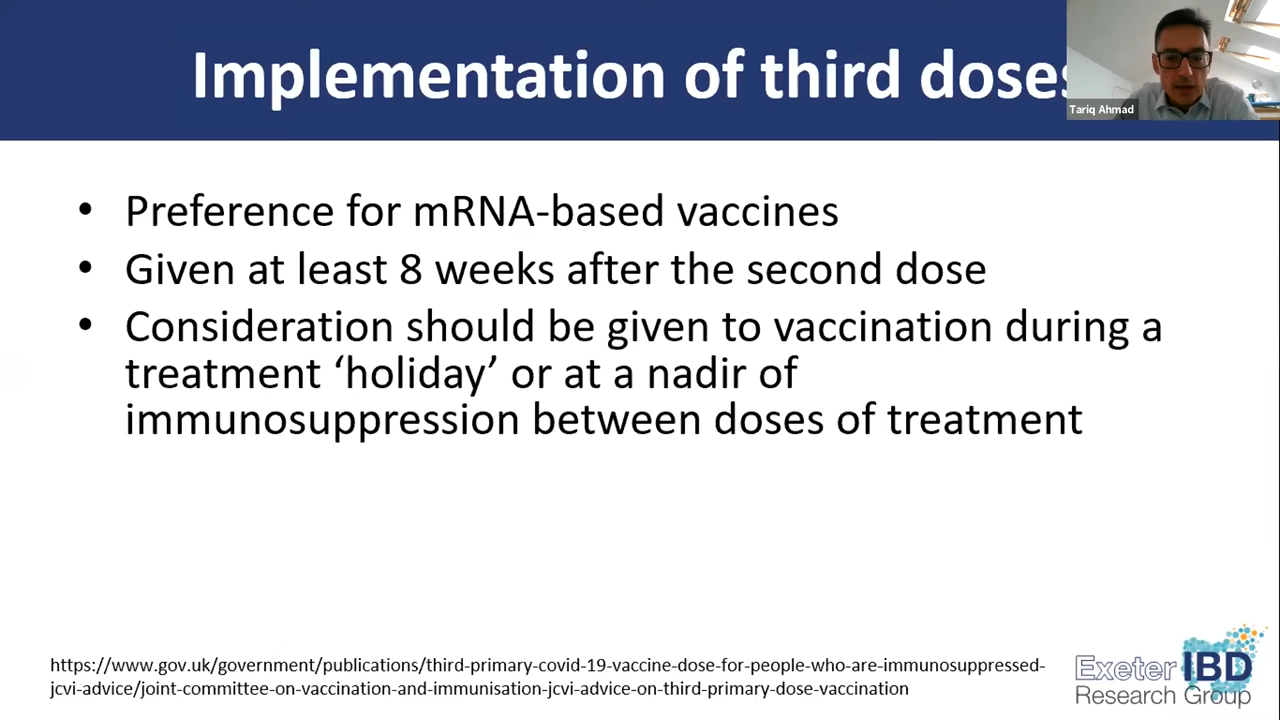 Implementation of third doses
Tariq Ahmad
• Preference for mRNA-based vaccines
• Given at least 8 weeks after the second dose
• Consideration should be given to vaccination during a
treatment ‘holiday’ or at a nadir of
immunosuppression between doses of treatment
https://www.gov.uk/government/publications/third-primary-covid-19-vaccine-dose-for-people-who-are-immunosuppressed-
jcvi-advice/joint-committee-on-vaccination-and-immunisation-jcvi-advice-on-third-primary-dose-vaccination
Exeter IBD
Research Group